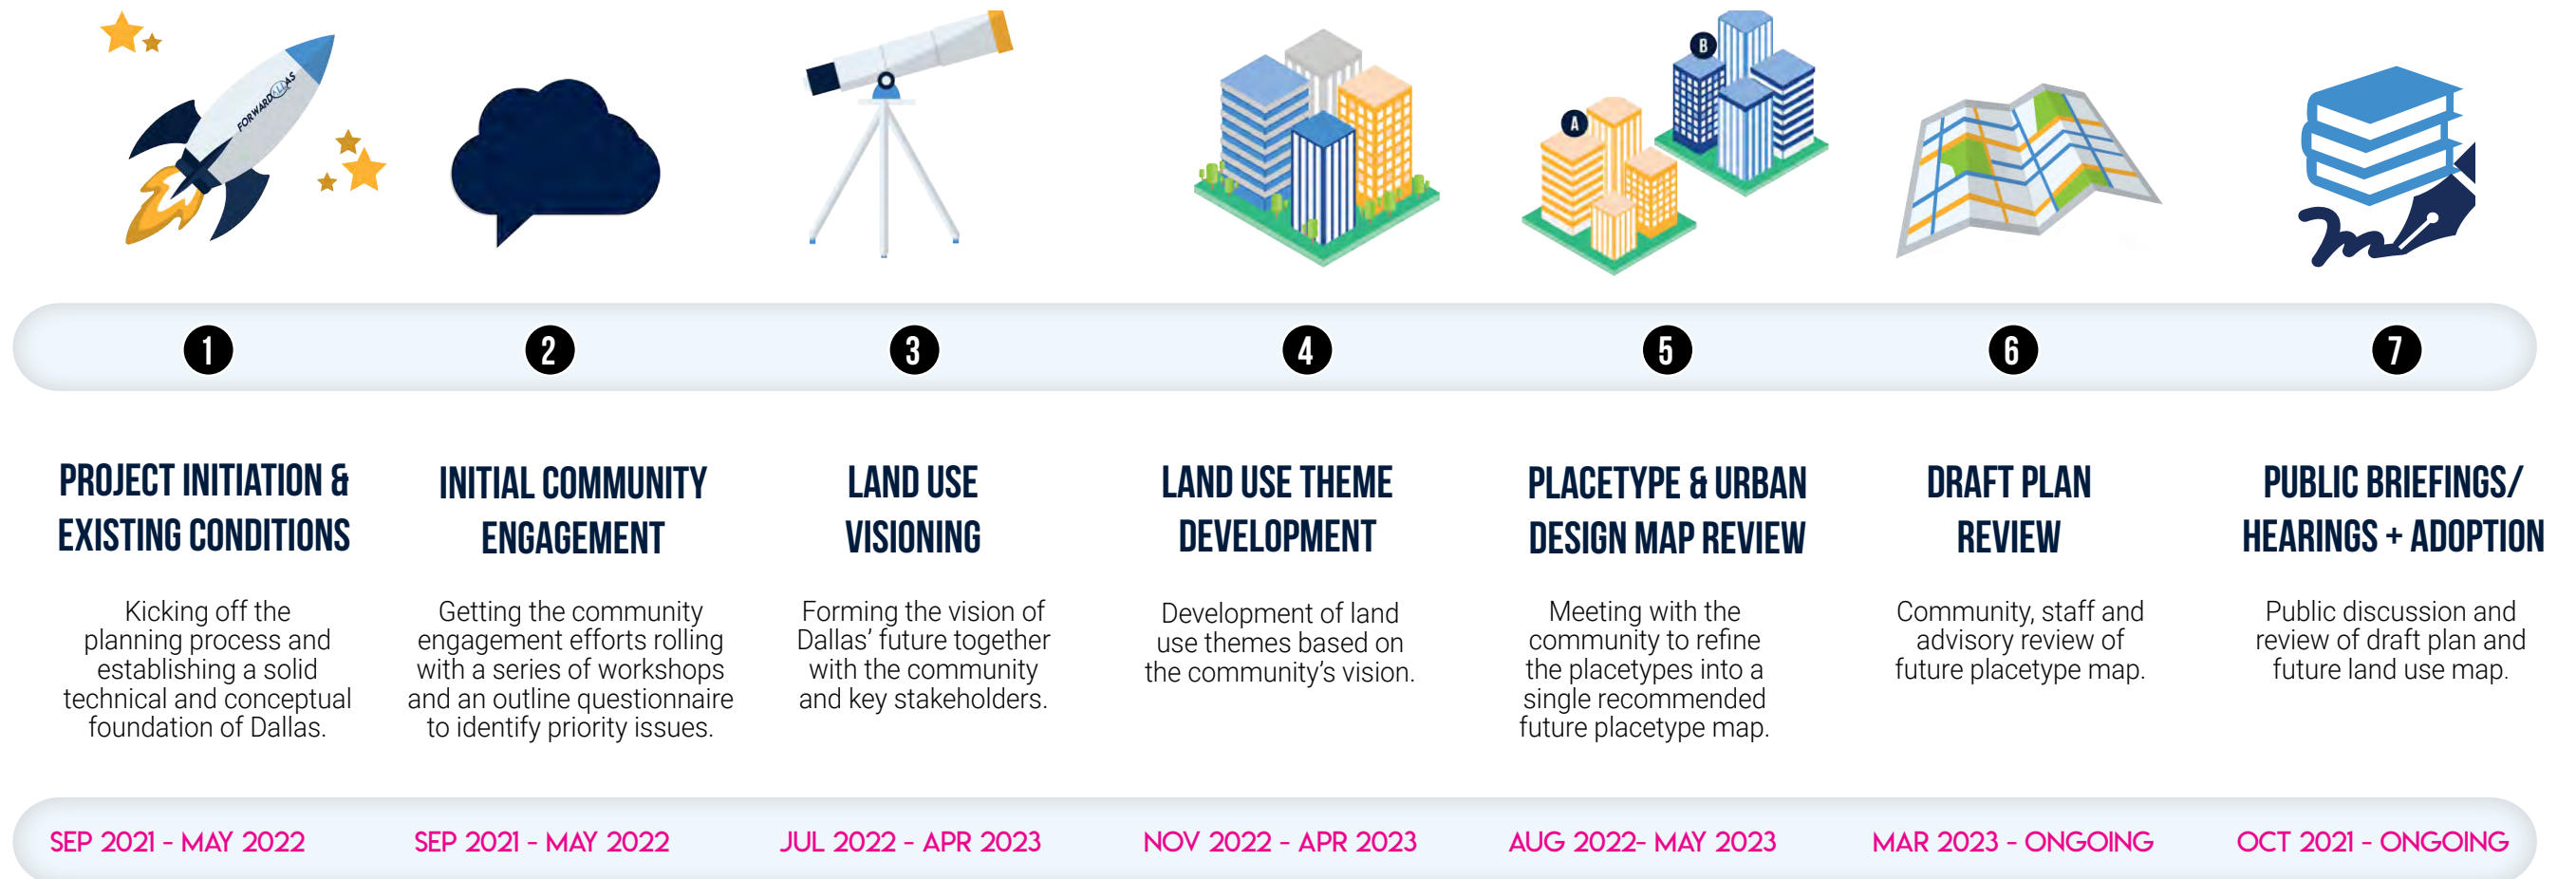 FORWARDALLAS
B
A
1
2
3
4
5
6
7
PROJECT INITIATION &
EXISTING CONDITIONS
Kicking off the
planning process and
establishing a solid
technical and conceptual
foundation of Dallas.
SEP 2021 - MAY 2022
INITIAL COMMUNITY
ENGAGEMENT
Getting the community
engagement efforts rolling
with a series of workshops
and an outline questionnaire
to identify priority issues.
SEP 2021 - MAY 2022
LAND USE
VISIONING
Forming the vision of
Dallas’ future together
with the community
and key stakeholders.
JUL 2022 - APR 2023
LAND USE THEME
DEVELOPMENT
Development of land
use themes based on
the community’s vision.
NOV 2022 - APR 2023
PLACETYPE & URBAN
DESIGN MAP REVIEW
Meeting with the
community to refine
the placetypes into a
single recommended
future placetype map.
AUG 2022- MAY 2023
DRAFT PLAN
REVIEW
Community, staff and
advisory review of
future placetype map.
MAR 2023 - ONGOING
PUBLIC BRIEFINGS/
HEARINGS + ADOPTION
Public discussion and
review of draft plan and
future land use map.
OCT 2021 - ONGOING